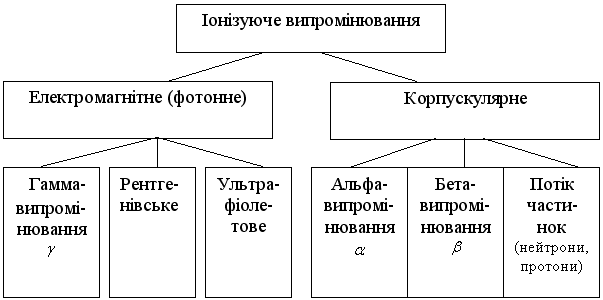 Іонізуюче випромінювання
Електромагнітне (фотонне)
Корпускулярне
Гамма-
випромі-
нювання
γ
Рентге-
нівське
Ультра-
фіоле-
тове
Альфа-
випромі-
нювання
α
Бета-
випромі-
нювання
β
Потік
части-
нок
(нейтрони,
протони)